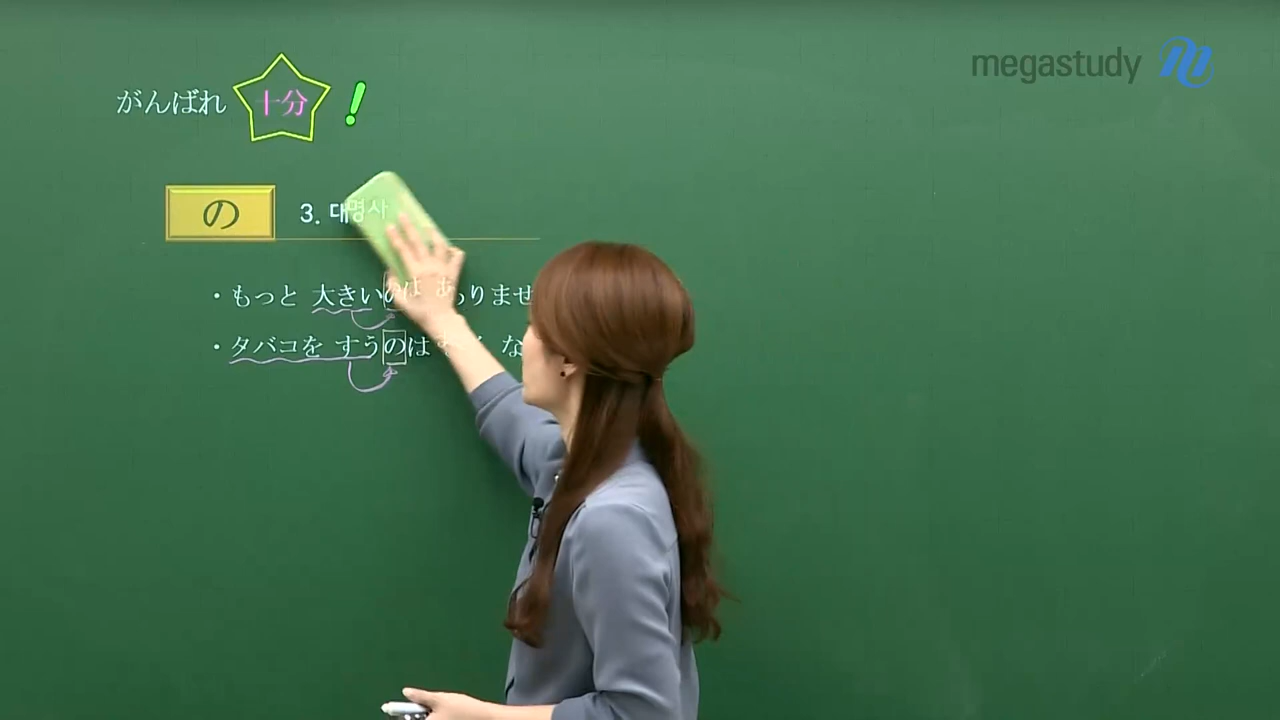 megastudy
がんばれ 十分 !
の 3. 대명사
・もっと 大きいのは ありませ
・タバコを すうのは な